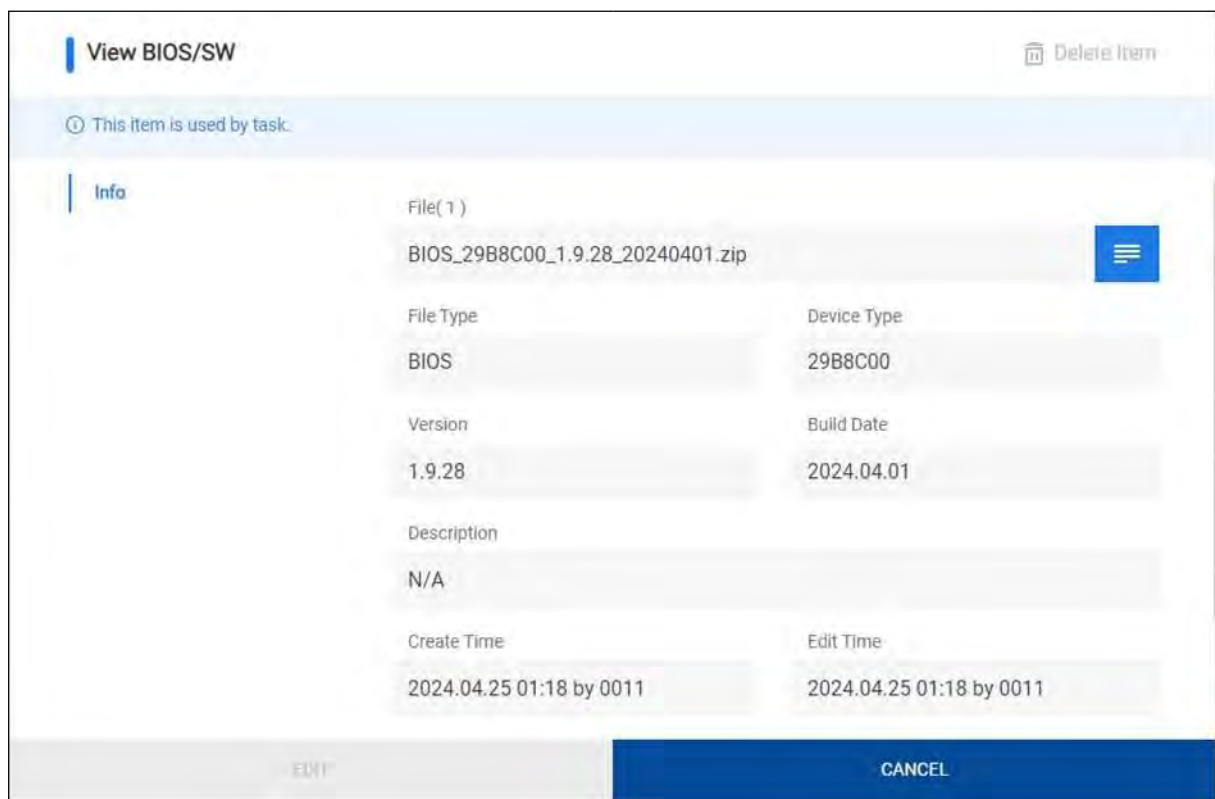 View BIOS/SW
Delete Item
This item is used by task.
Info
File( 1 )
BIOS_29B8C00_1.9.28_20240401.zip
File Type
Device Type
BIOS
29B8C00
Version
Build Date
1.9.28
2024.04.01
Description
N/A
Create Time
Edit Time
2024.04.25 01:18 by 0011
2024.04.25 01:18 by 0011
EDIT
CANCEL